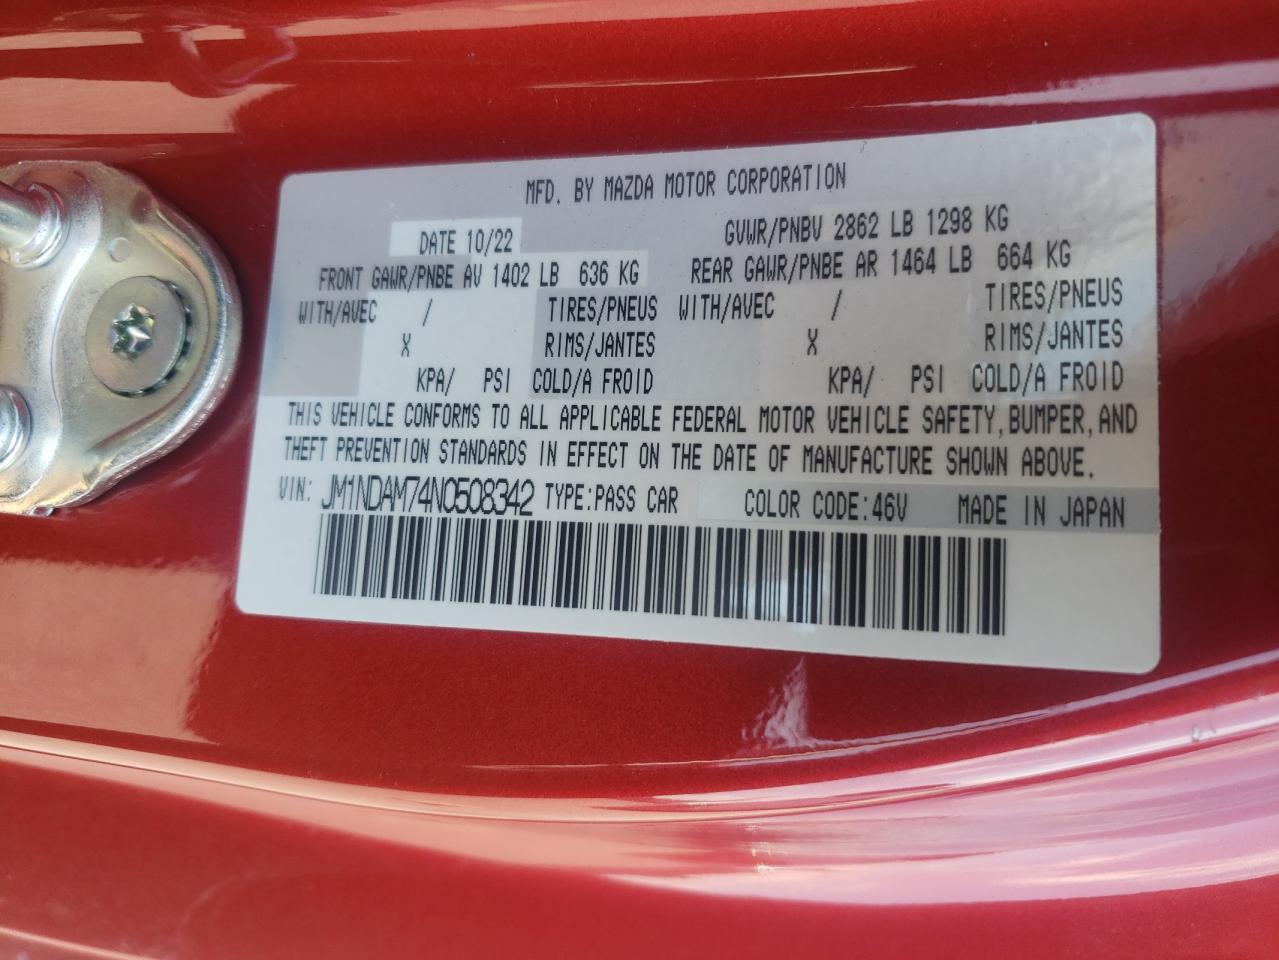 MFD. BY MAZDA MOTOR CORPORATION
DATE 10/22 GVWR/PNBV 2862 LB 1298 KG
FRONT GAWR/PNBE AV 1402 LB 636 KG REAR GAWR/PNBE AR 1464 LB 664 KG
WITH/AVEC / TIRES/PNEUS WITH/AVEC / TIRES/PNEUS
X RIMS/JANTES X RIMS/JANTES
KPA/ PSI COLD/A FROID KPA/ PSI COLD/A FROID
THIS VEHICLE CONFORMS TO ALL APPLICABLE FEDERAL MOTOR VEHICLE SAFETY, BUMPER, AND
THEFT PREVENTION STANDARDS IN EFFECT ON THE DATE OF MANUFACTURE SHOWN ABOVE.
VIN: JM1NDAM74N0508342 TYPE:PASS CAR COLOR CODE:46V MADE IN JAPAN